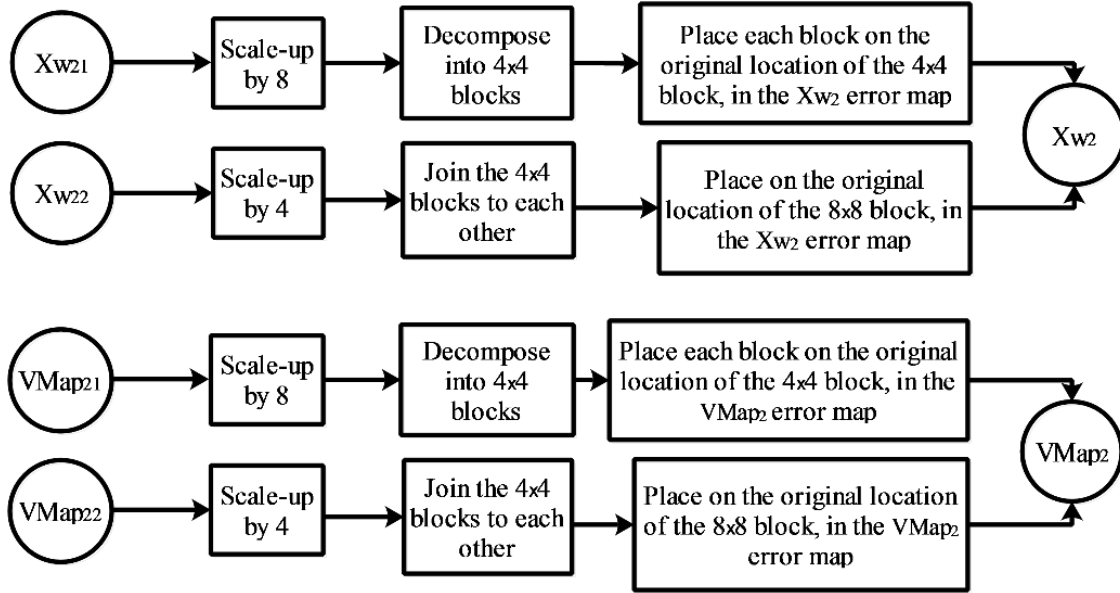 Xw21
Scale-up
by 8
Decompose
into 4x4
blocks
Place each block on the
original location of the 4x4
block, in the Xw2 error map
Xw2
Xw22
Scale-up
by 4
Join the 4x4
blocks to each
other
Place on the original
location of the 8x8 block, in
the Xw2 error map
VMap21
Scale-up
by 8
Decompose
into 4x4
blocks
Place each block on the original
location of the 4x4 block, in the
VMap2 error map
VMap2
VMap22
Scale-up
by 4
Join the 4x4
blocks to each
other
Place on the original location
of the 8x8 block, in the VMap2
error map